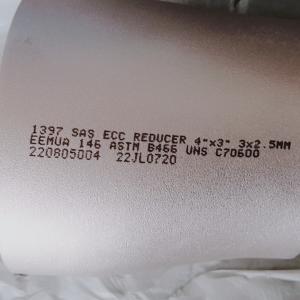 1397 SAS ECC REDUCER 4"x3" 3x2.5MM
EEMUA 146 ASTM B466 UNS C70600
220805004 22JL0720